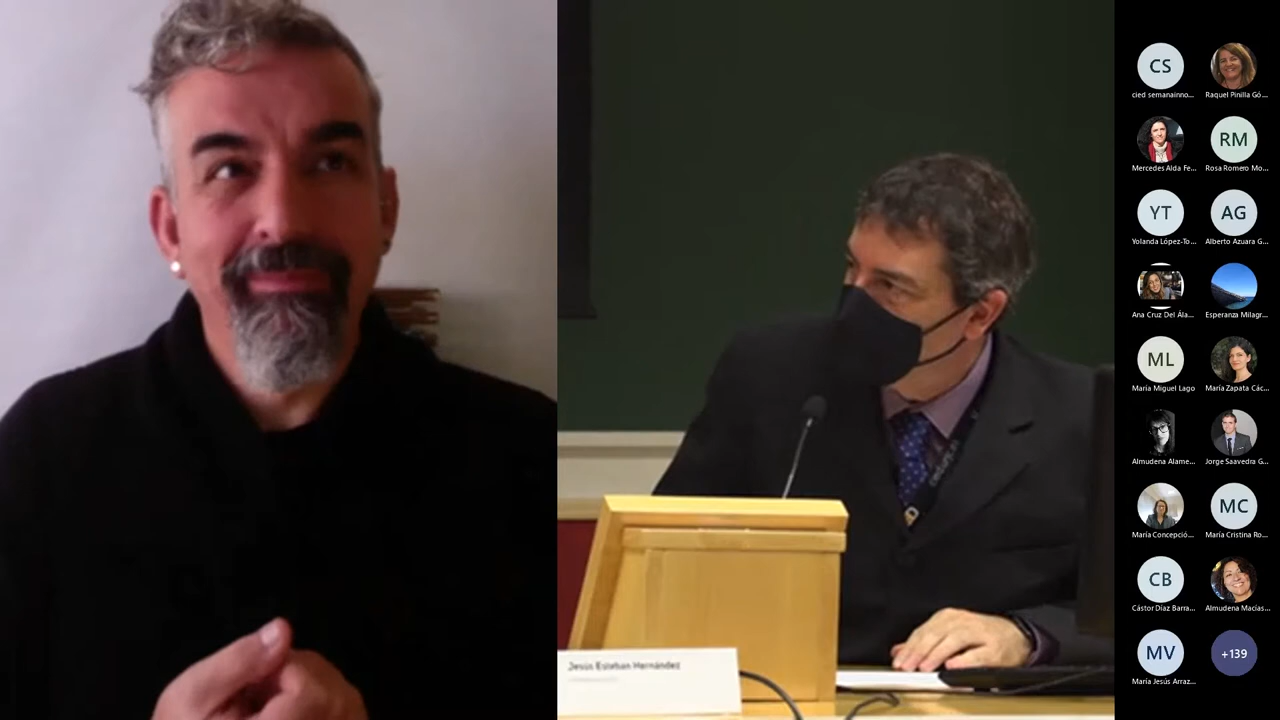 CS
cied semanainno...
Raquel Pinilla Gó...
Mercedes Alda Fe...
RM
Rosa Romero Mo...
YT
Yolanda López-To...
AG
Alberto Azuara G...
Ana Cruz Del Ála...
Esperanza Milagr...
ML
María Miguel Lago
María Zapata Các...
Almudena Alame...
Jorge Saavedra G...
María Concepció...
MC
María Cristina Ro...
CB
Cástor Díaz Barra...
Almudena Macías...
MV
María Jesús Arraz...
+139
Jesús Esteban Hernández